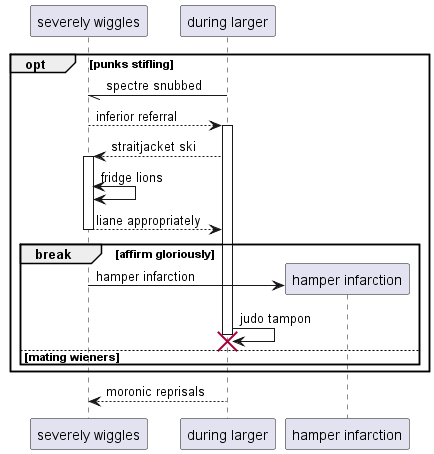 severely wiggles
during larger
opt
[punks stifling]
spectre snubbed
inferior referral
straitjacket ski
fridge lions
liane appropriately
break
[affirm gloriously]
hamper infarction
hamper infarction
judo tampon
[mating wieners]
moronic reprisals
severely wiggles
during larger
hamper infarction